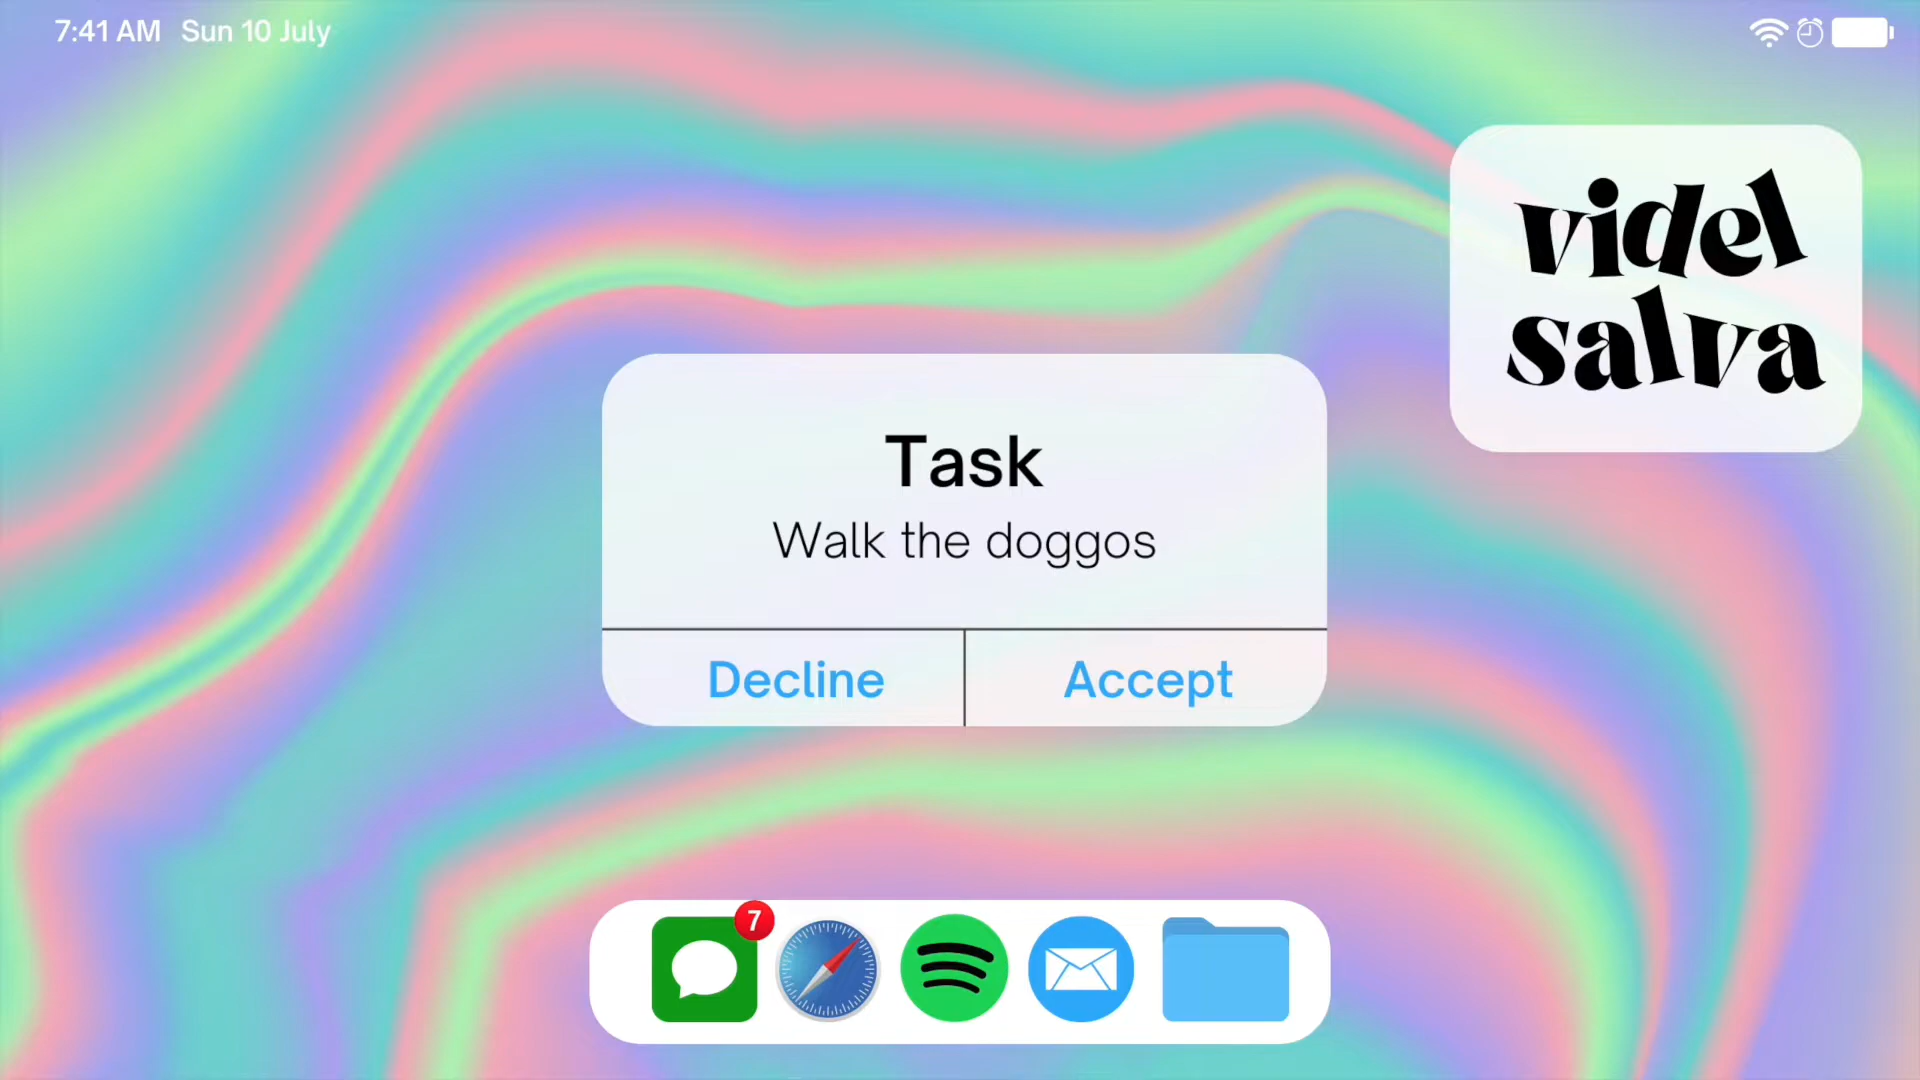 7:41 AM Sun 10 July
videl
salva
Task
Walk the doggos
Decline Accept
7